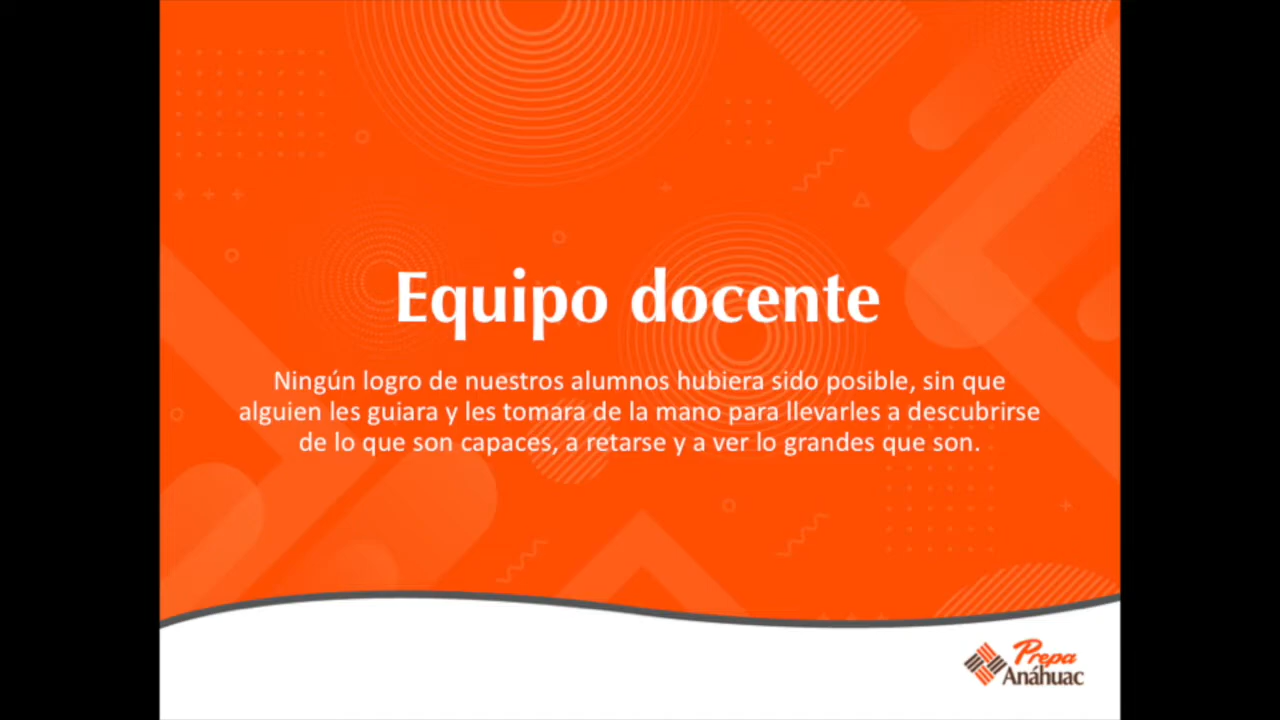 Equipo docente
Ningún logro de nuestros alumnos hubiera sido posible, sin que
alguien les guiara y les tomara de la mano para llevarles a descubrirse
de lo que son capaces, a retarse y a ver lo grandes que son.
Prepa
Anáhuac